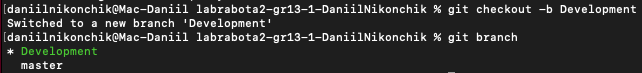 [daniilnikonchik@Mac-Daniil labrabota2-gr13-1-DaniilNikonchik % git checkout -b Development
Switched to a new branch 'Development'
[daniilnikonchik@Mac-Daniil labrabota2-gr13-1-DaniilNikonchik % git branch
* Development
master